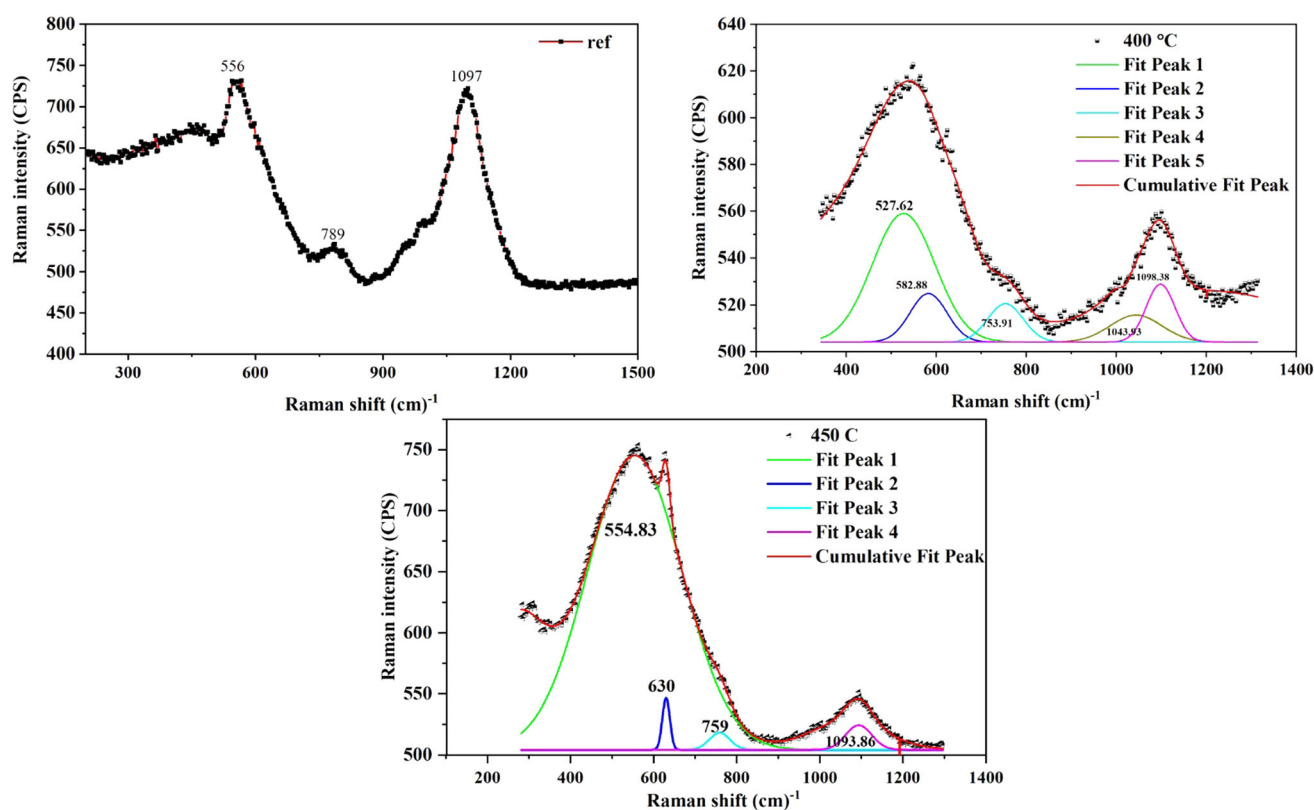 800
750
700
650
600
550
500
450
400
300
600
900
1200
1500
Raman intensity (CPS)
Raman shift (cm)-1
ref
556
789
1097
640
620
600
580
560
540
520
500
200
400
600
800
1000
1200
1400
Raman intensity (CPS)
Raman shift (cm)-1
400 °C
Fit Peak 1
Fit Peak 2
Fit Peak 3
Fit Peak 4
Fit Peak 5
Cumulative Fit Peak
527.62
582.88
753.91
1043.93
1098.38
750
700
650
600
550
500
200
400
600
800
1000
1200
1400
Raman intensity (CPS)
Raman shift (cm)-1
450 C
Fit Peak 1
Fit Peak 2
Fit Peak 3
Fit Peak 4
Cumulative Fit Peak
554.83
630
759
1093.86